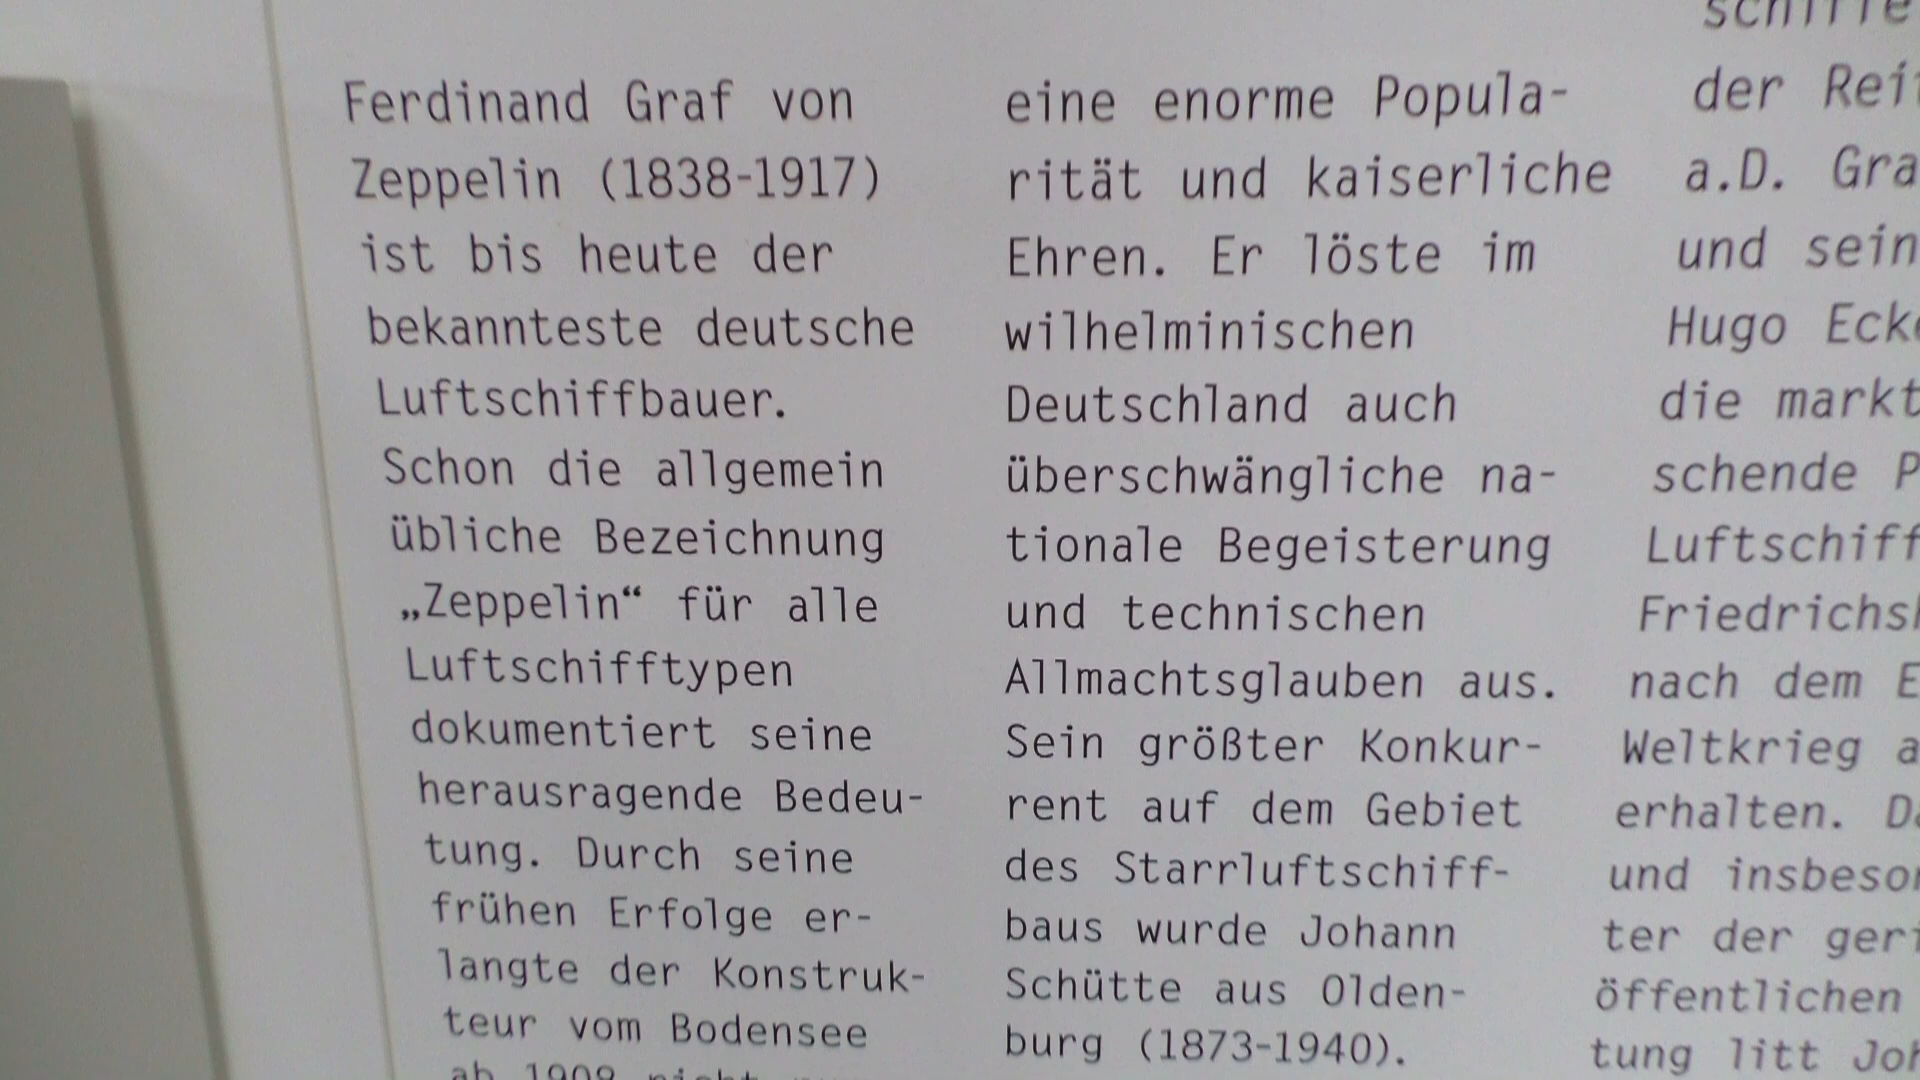 Ferdinand Graf von
Zeppelin (1838-1917)
ist bis heute der
bekannteste deutsche
Luftschiffbauer.
Schon die allgemein
übliche Bezeichnung
„Zeppelin“ für alle
Luftschifftypen
dokumentiert seine
herausragende Bedeu-
tung. Durch seine
frühen Erfolge er-
langte der Konstruk-
teur vom Bodensee
ab
eine enorme Popula-
rität und kaiserliche
Ehren. Er löste im
wilhelminischen
Deutschland auch
überschwängliche na-
tionale Begeisterung
und technischen
Allmachtsglauben aus.
Sein größter Konkur-
rent auf dem Gebiet
des Starrluftschiff-
baus wurde Johann
Schütte aus Olden-
burg (1873-1940).
der
a.D.
und sein
Hugo
die
schende
Luftschiff
nach dem
Weltkrieg
erhalten.
und
ter der
öffentlichen
tung litt